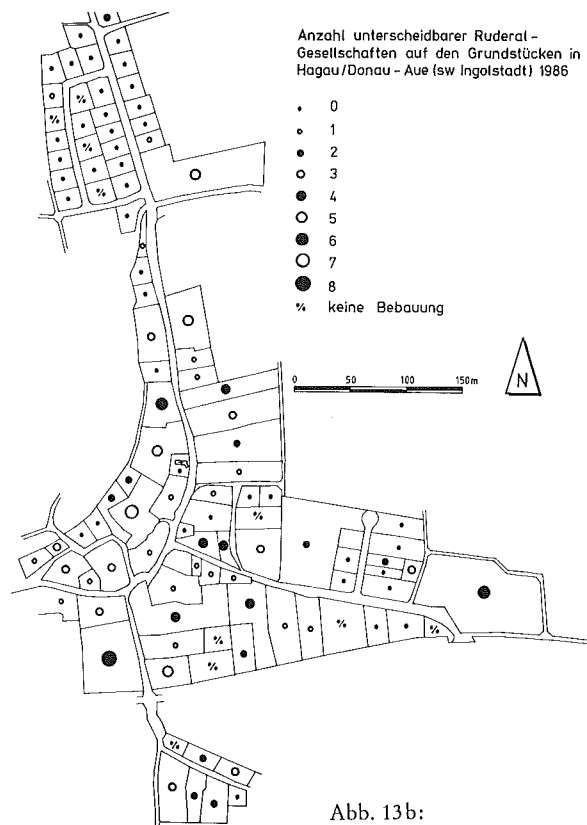 Anzahl unterscheidbarer Ruderal-
Gesellschaften auf den Grundstücken in
Hagau/Donau-Aue (sw Ingolstadt) 1986
0
1
2
3
4
5
6
7
8
% keine Bebauung
0 50 100 150m
N
%
%
%
%
%
%
%
%
%
%
%
Abb. 13b: